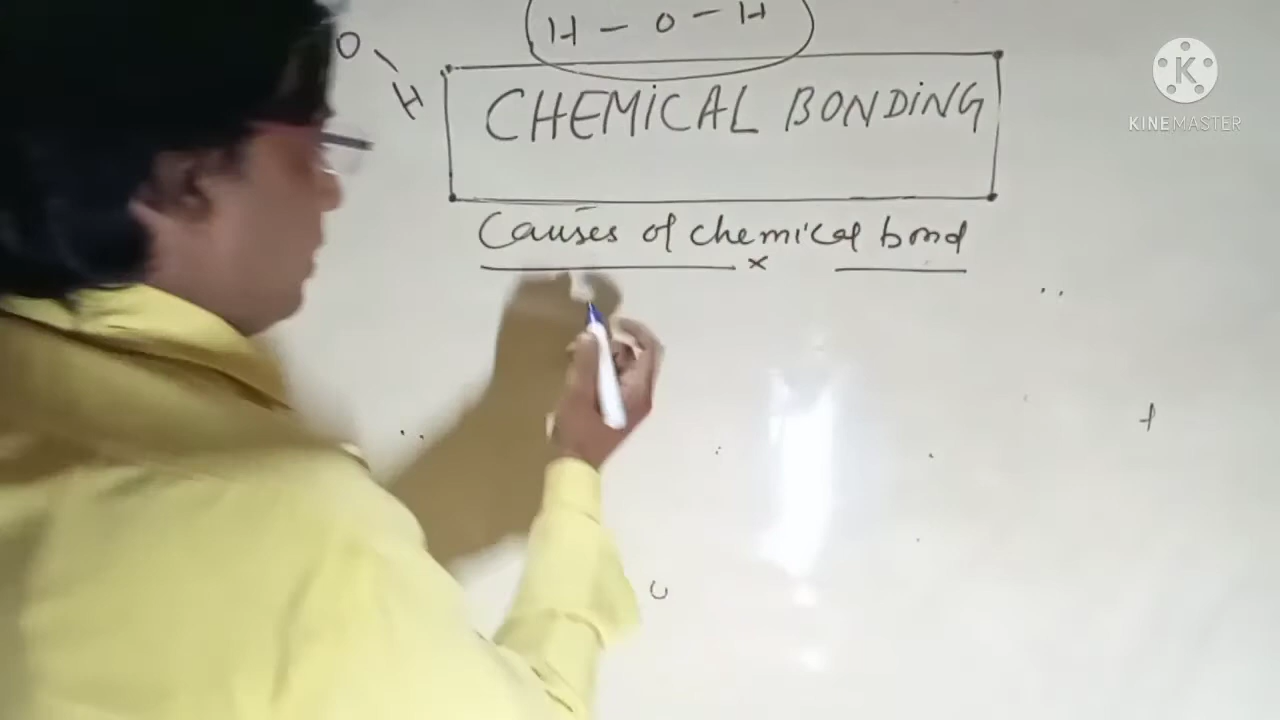 H – O – H
O
H
CHEMICAL BONDING
Causes of chemical bond
x
K
KINEMASTER